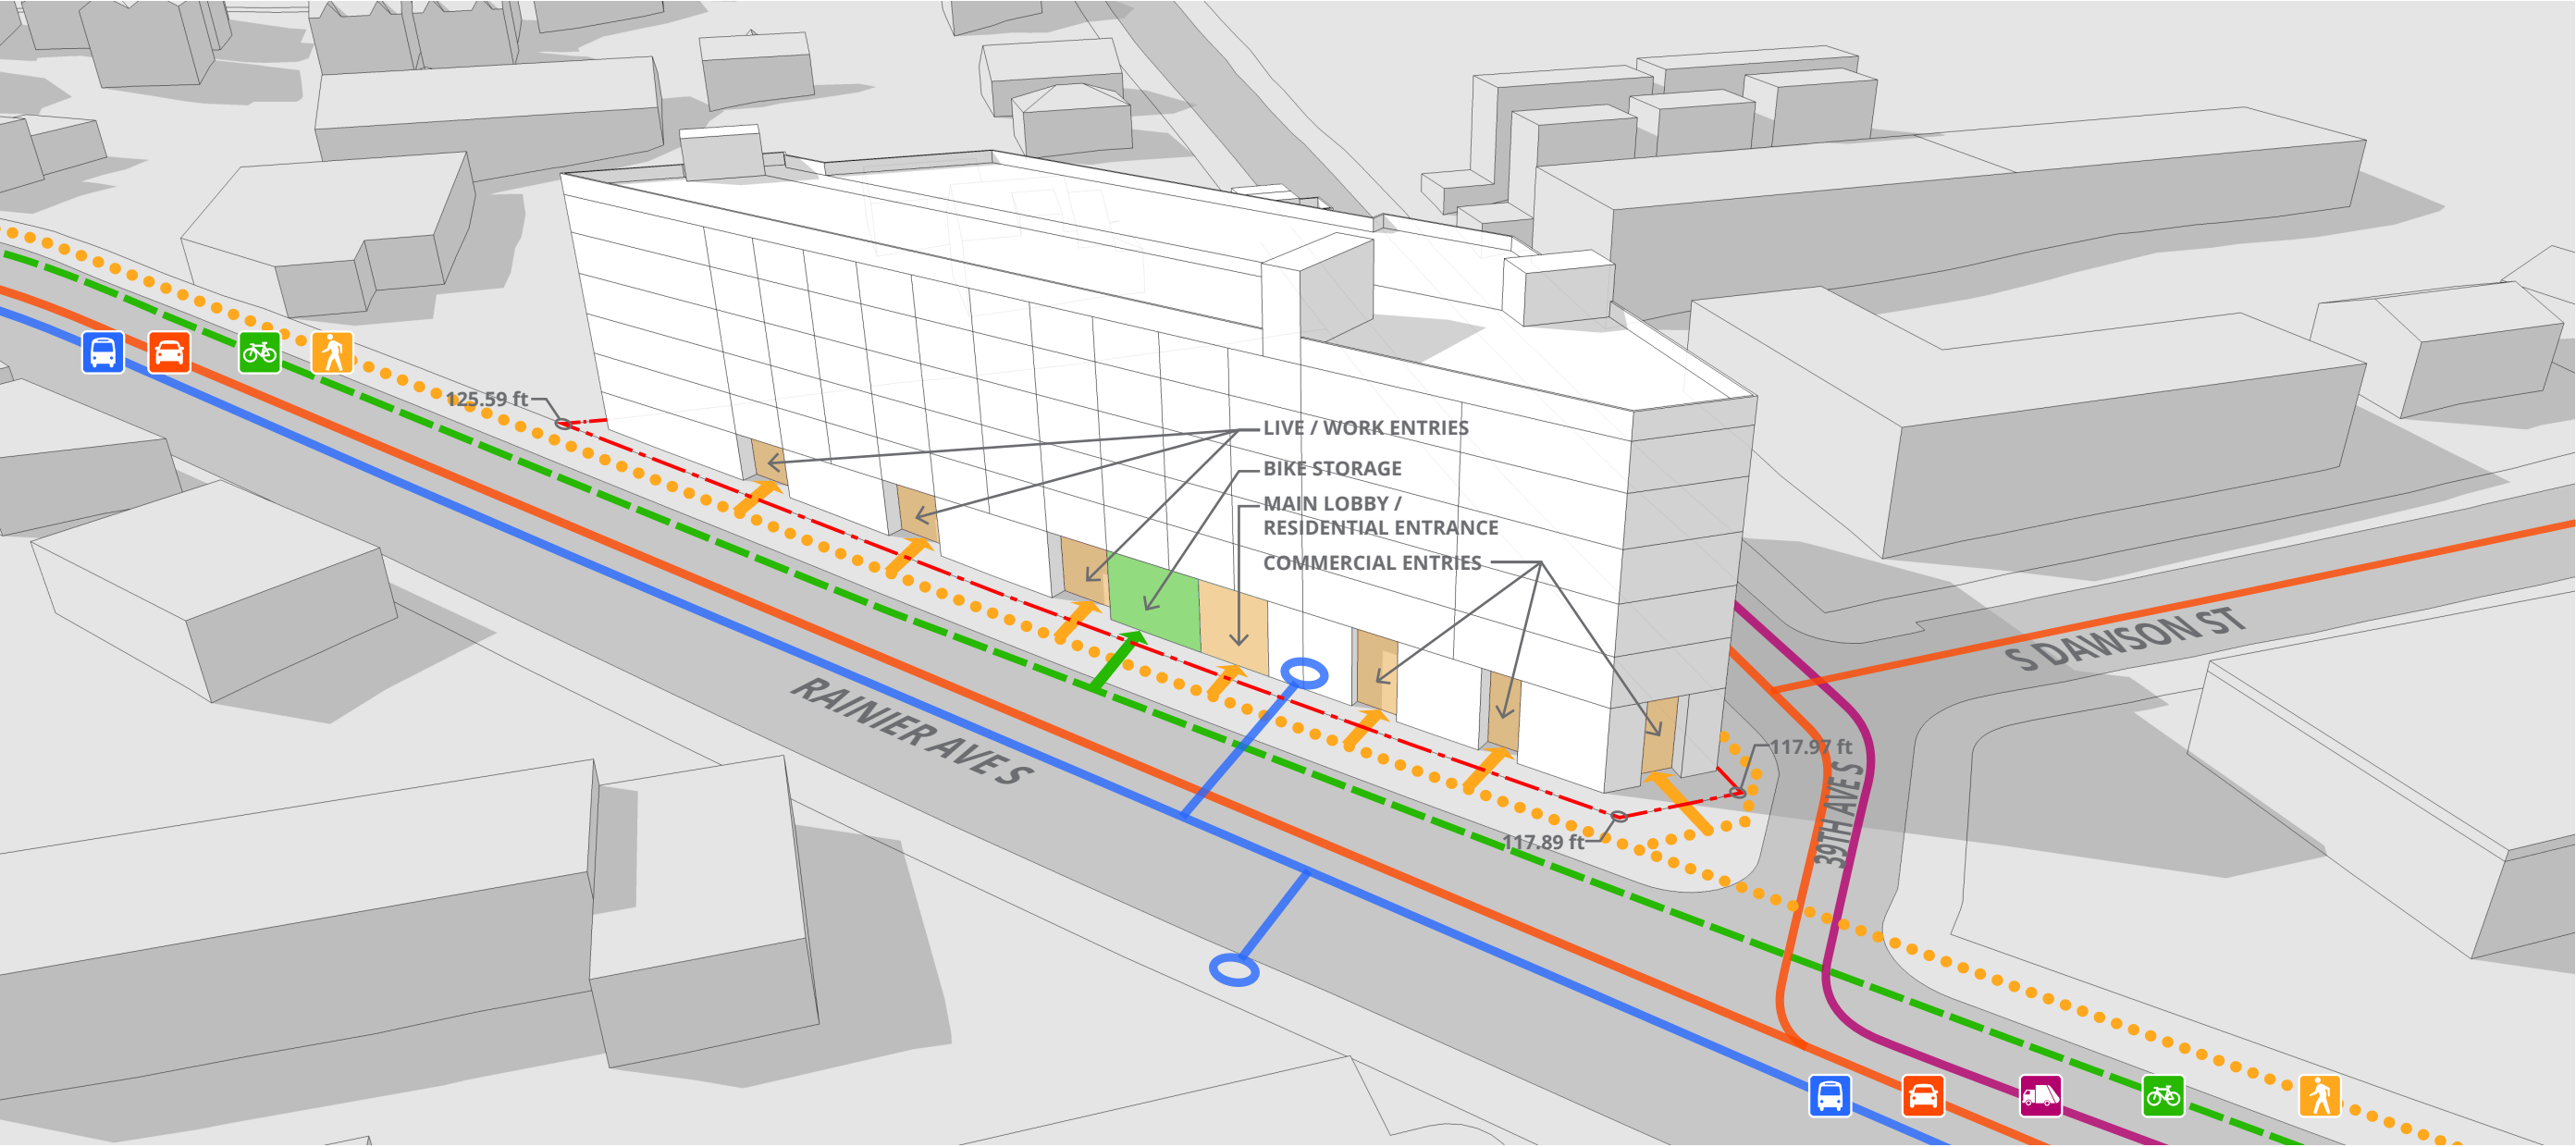 125.59 ft
LIVE / WORK ENTRIES
BIKE STORAGE
MAIN LOBBY /
RESIDENTIAL ENTRANCE
COMMERCIAL ENTRIES
S DAWSON ST
RAINIER AVE S
117.97 ft
39TH AVE S
117.89 ft